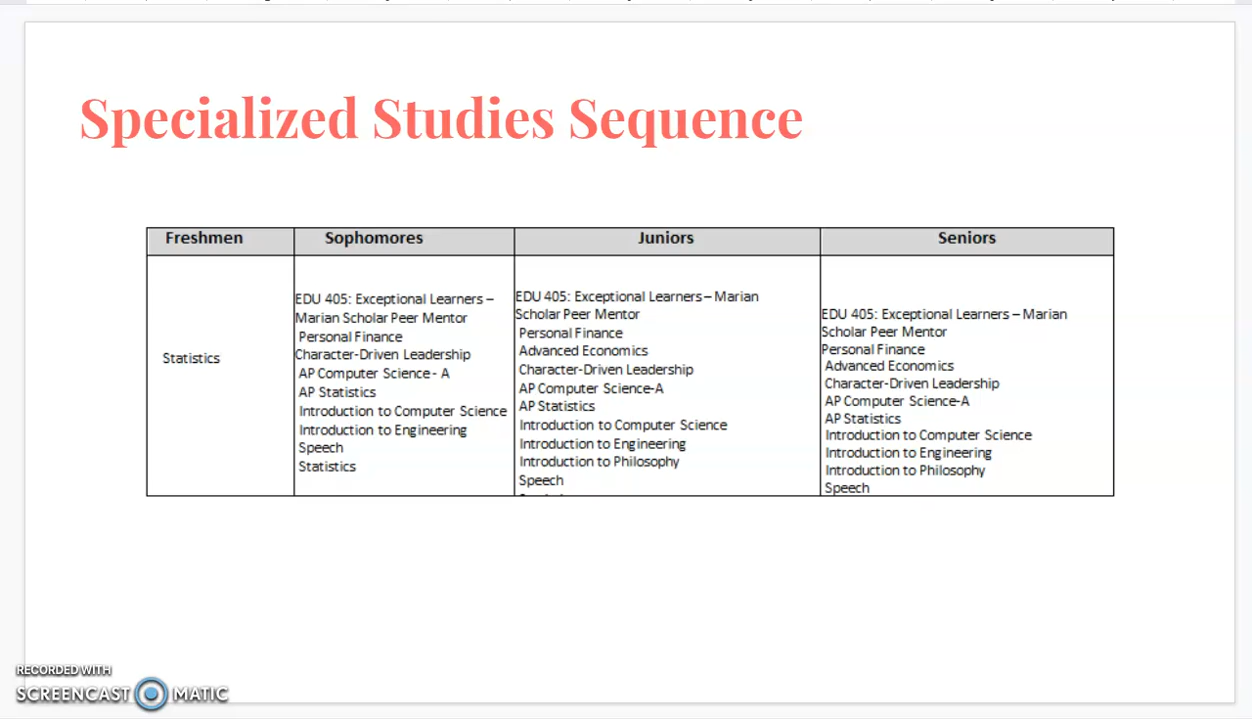 Specialized Studies Sequence
Freshmen
Sophomores
Juniors
Seniors
Statistics
EDU 405: Exceptional Learners –
Marian Scholar Peer Mentor
Personal Finance
Character-Driven Leadership
AP Computer Science- A
AP Statistics
Introduction to Computer Science
Introduction to Engineering
Speech
Statistics
EDU 405: Exceptional Learners – Marian
Scholar Peer Mentor
Personal Finance
Advanced Economics
Character-Driven Leadership
AP Computer Science-A
AP Statistics
Introduction to Computer Science
Introduction to Engineering
Introduction to Philosophy
Speech
EDU 405: Exceptional Learners – Marian
Scholar Peer Mentor
Personal Finance
Advanced Economics
Character-Driven Leadership
AP Computer Science-A
AP Statistics
Introduction to Computer Science
Introduction to Engineering
Introduction to Philosophy
Speech
RECORDED WITH
SCREENCAST MATIC